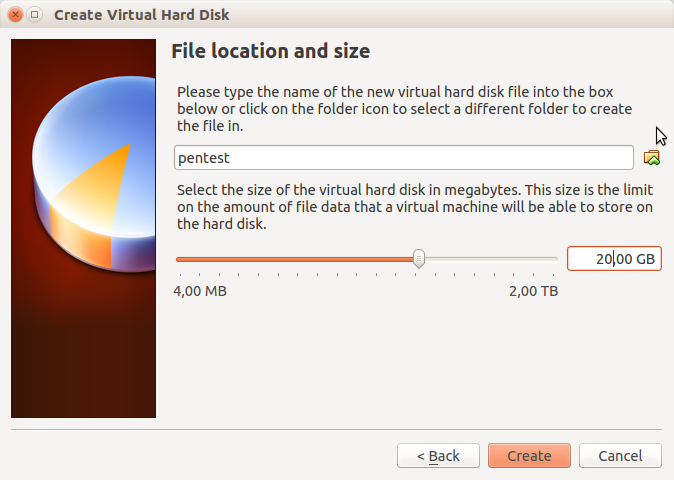 Create Virtual Hard Disk
File location and size
Please type the name of the new virtual hard disk file into the box
below or click on the folder icon to select a different folder to create
the file in.
pentest
Select the size of the virtual hard disk in megabytes. This size is the limit
on the amount of file data that a virtual machine will be able to store on
the hard disk.
20,00 GB
4,00 MB 2,00 TB
< Back Create Cancel